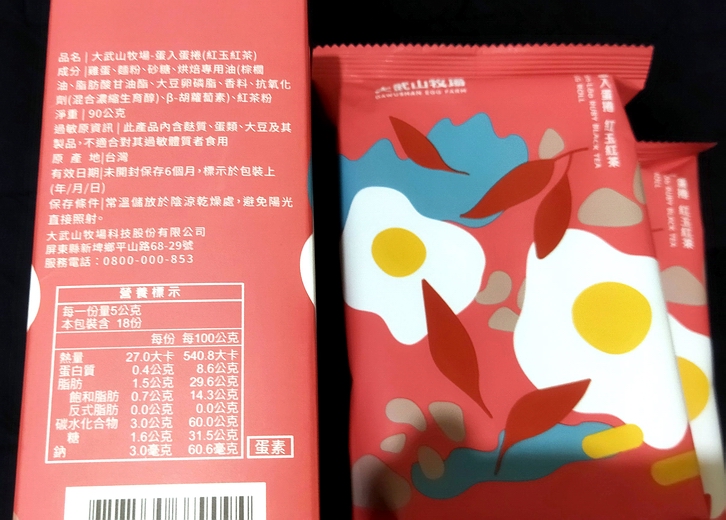 品名｜大武山牧場-蛋入蛋捲(紅玉紅茶)
成分｜雞蛋、麵粉、砂糖、烘焙專用油(棕櫚
油、脂肪酸甘油酯、大豆卵磷脂、香料、抗氧化
劑(混合濃縮生育醇)、β-胡蘿蔔素)、紅茶粉
淨重｜90公克
過敏原資訊｜此產品內含麩質、蛋類、大豆及其
製品，不適合對其過敏體質者食用
原 產 地|台灣
有效日期|未開封保存6個月，標示於包裝上
(年/月/日)
保存條件|常溫儲放於陰涼乾燥處，避免陽光
直接照射。
大武山牧場科技股份有限公司
屏東縣新埤鄉平山路68-29號
服務電話：0800-000-853
營養標示
每一份量5公克
本包裝含 18份
每份 每100公克
熱量 27.0大卡 540.8大卡
蛋白質 0.4公克 8.6公克
脂肪 1.5公克 29.6公克
飽和脂肪 0.7公克 14.3公克
反式脂肪 0.0公克 0.0公克
碳水化合物 3.0公克 60.0公克
糖 1.6公克 31.5公克
鈉 3.0毫克 60.6毫克
蛋素
大武山牧場
DAWUSHAN EGG FARM
入蛋捲 紅玉紅茶
RUBY BLACK TEA
EGG ROLL
蛋捲 紅玉紅茶
RUBY BLACK TEA